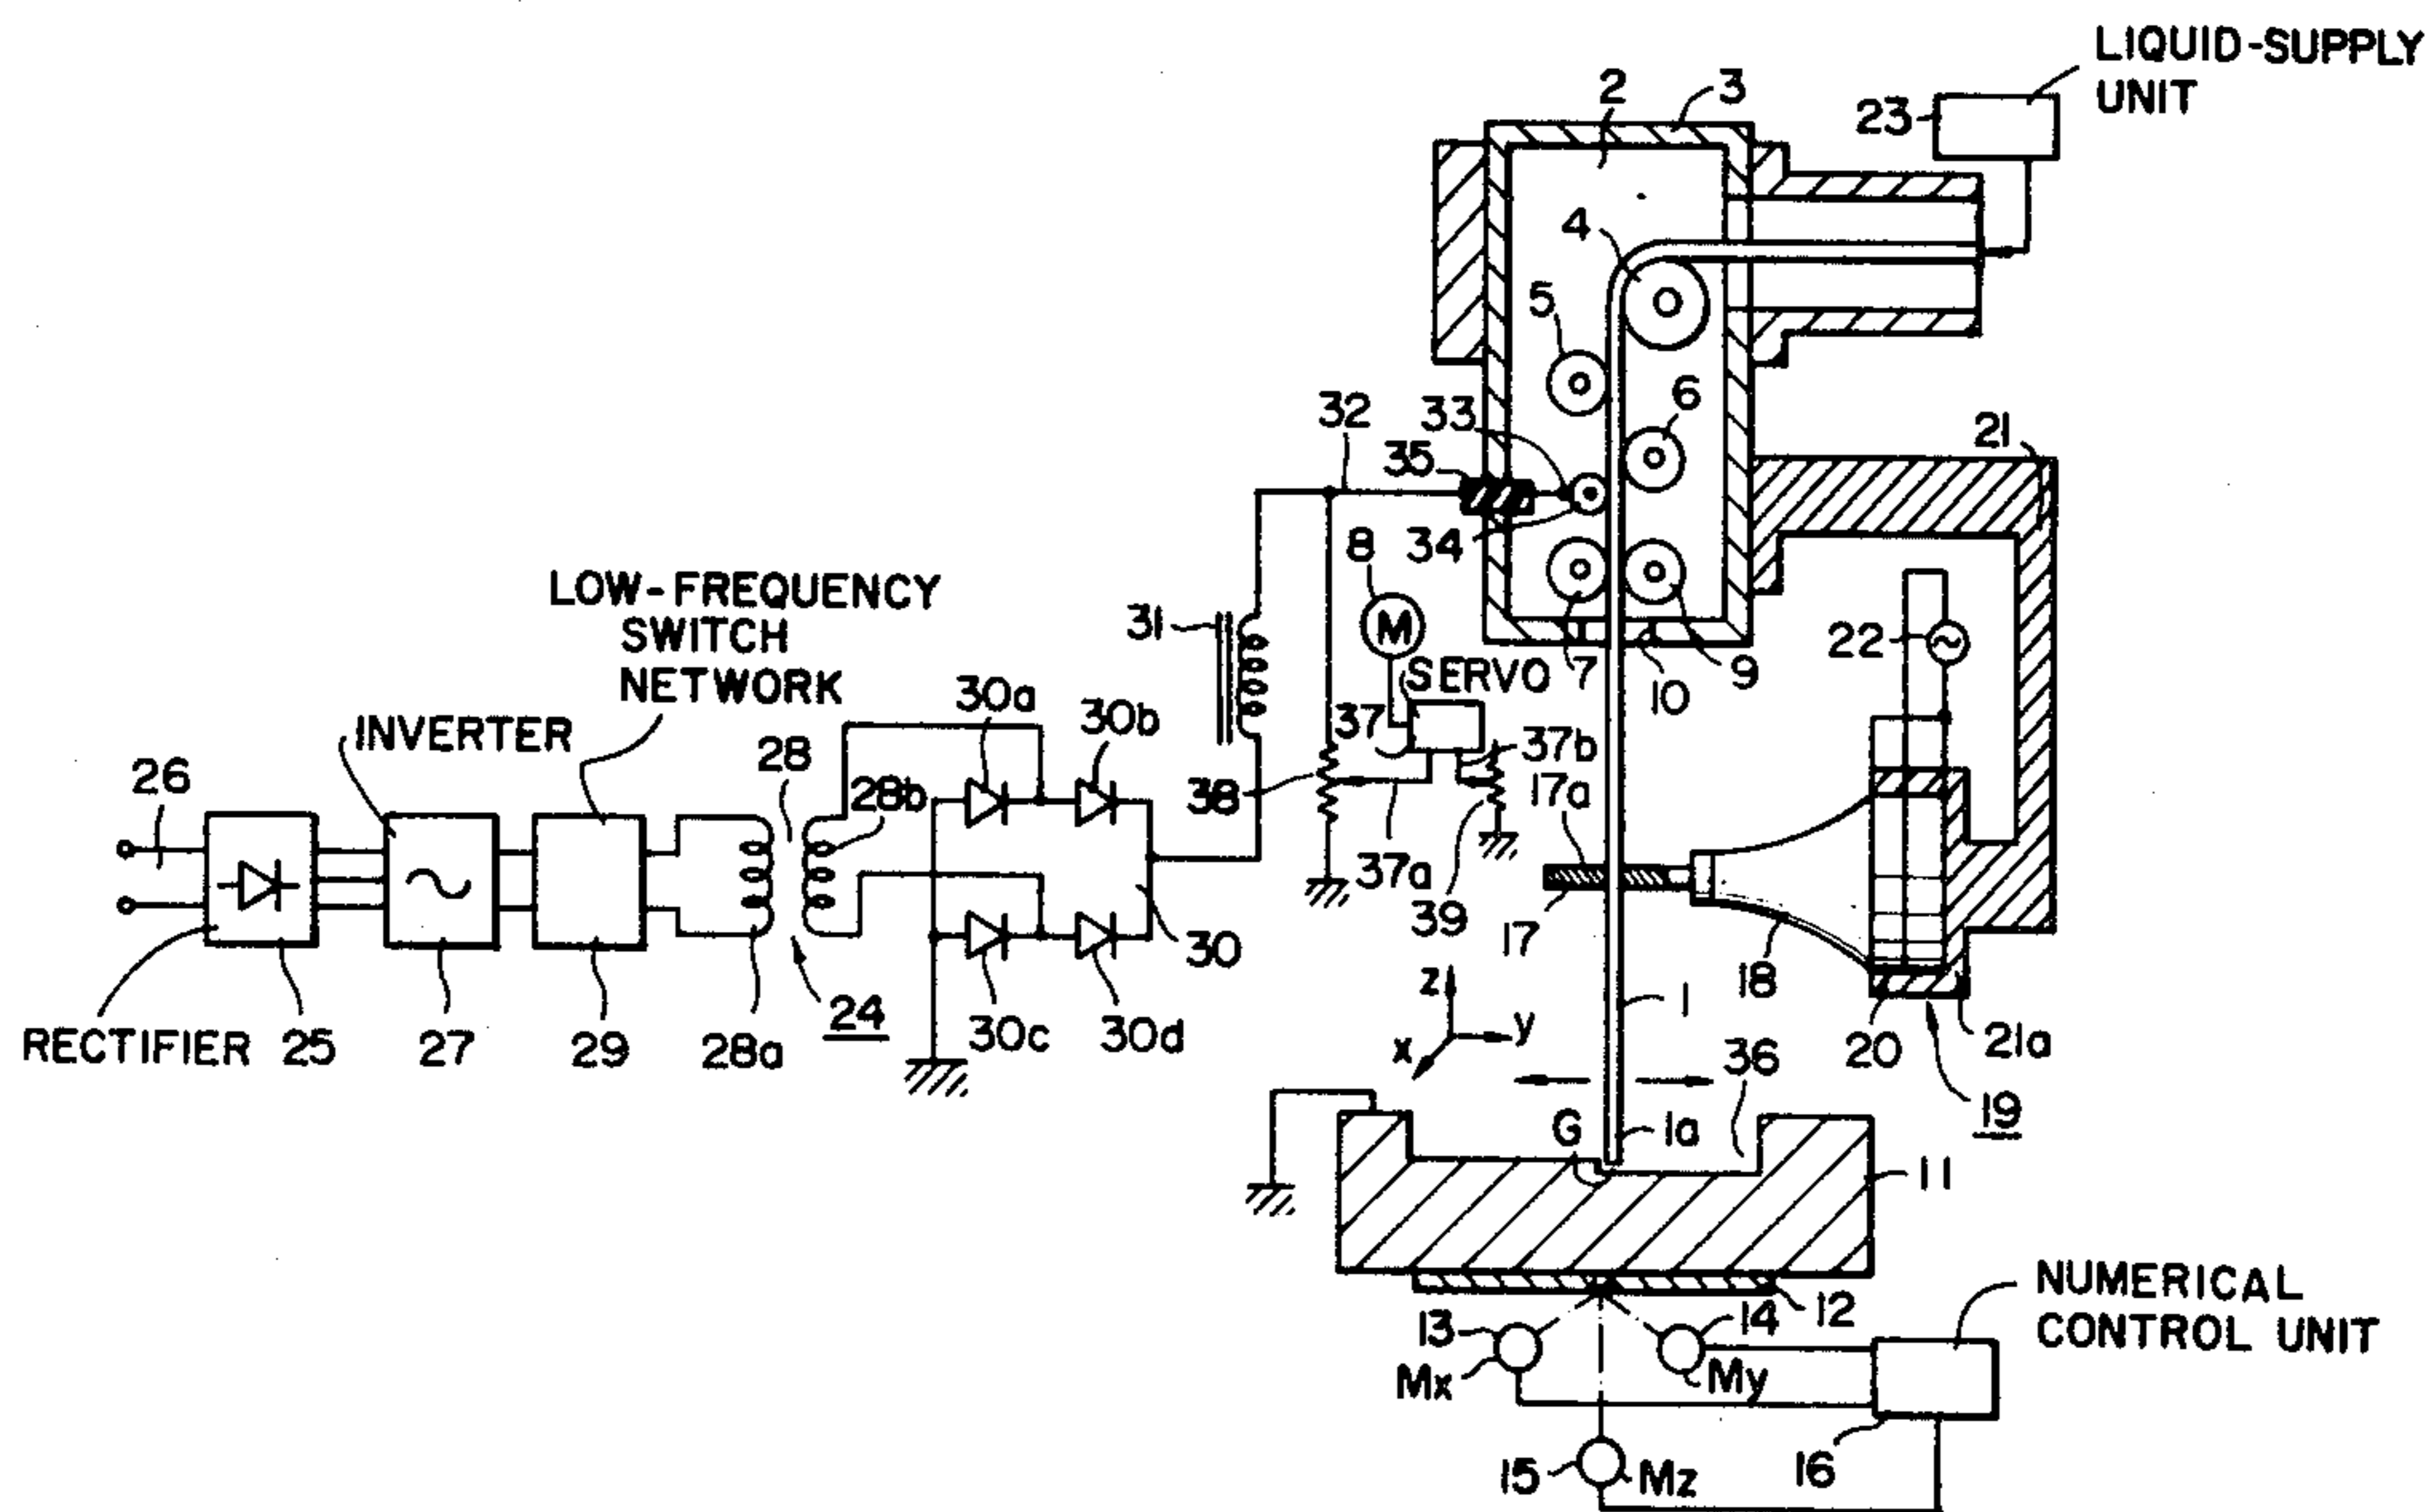 LIQUID-SUPPLY
UNIT
2
3
23
4
5
6
32
33
21
35
8
34
LOW-FREQUENCY
SWITCH
NETWORK
31
M
22
SERVO
7
10
9
INVERTER
30a
30b
28
37
37b
26
28b
38
17a
37a
39
17
30
18
z
1
RECTIFIER
25
27
29
28a
24
30c
30d
x
y
36
20
21a
19
G
1a
11
NUMERICAL
CONTROL UNIT
13
14
12
Mx
My
15
Mz
16